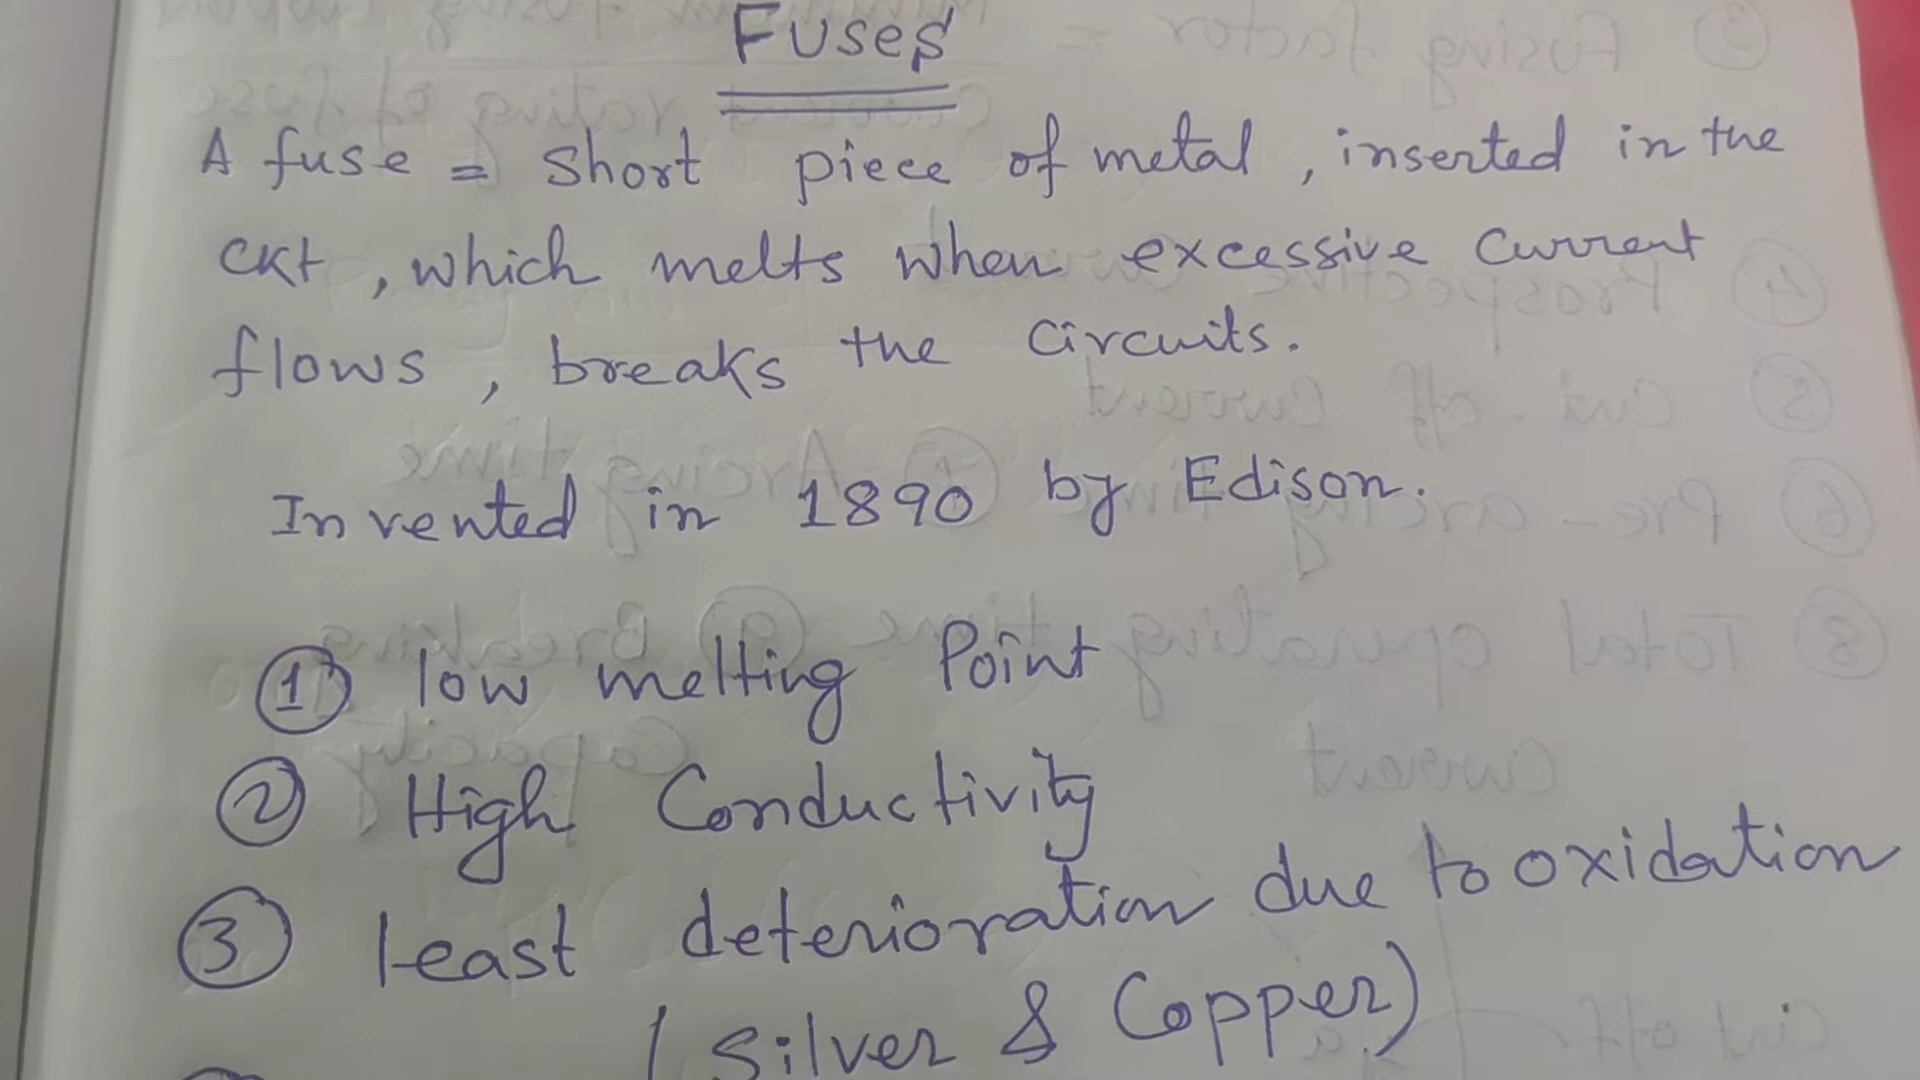 Fuses
A fuse = Short piece of metal, inserted in the
ckt, which melts when excessive current
flows, breaks the circuits.
Invented in 1890 by Edison.
① low melting Point
② High Conductivity
③ least deterioration due to oxidation
(Silver & Copper)